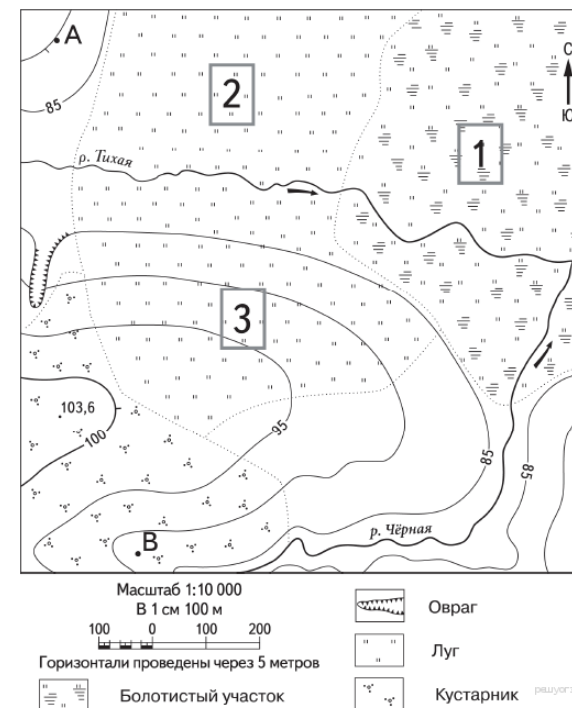 А
С
Ю
2
1
85
р. Тихая
3
103,6
100
95
85
85
В
р. Чёрная
Масштаб 1:10 000
В 1 см 100 м
100 0 100 200
Горизонтали проведены через 5 метров
Болотистый участок
Овраг
Луг
Кустарник